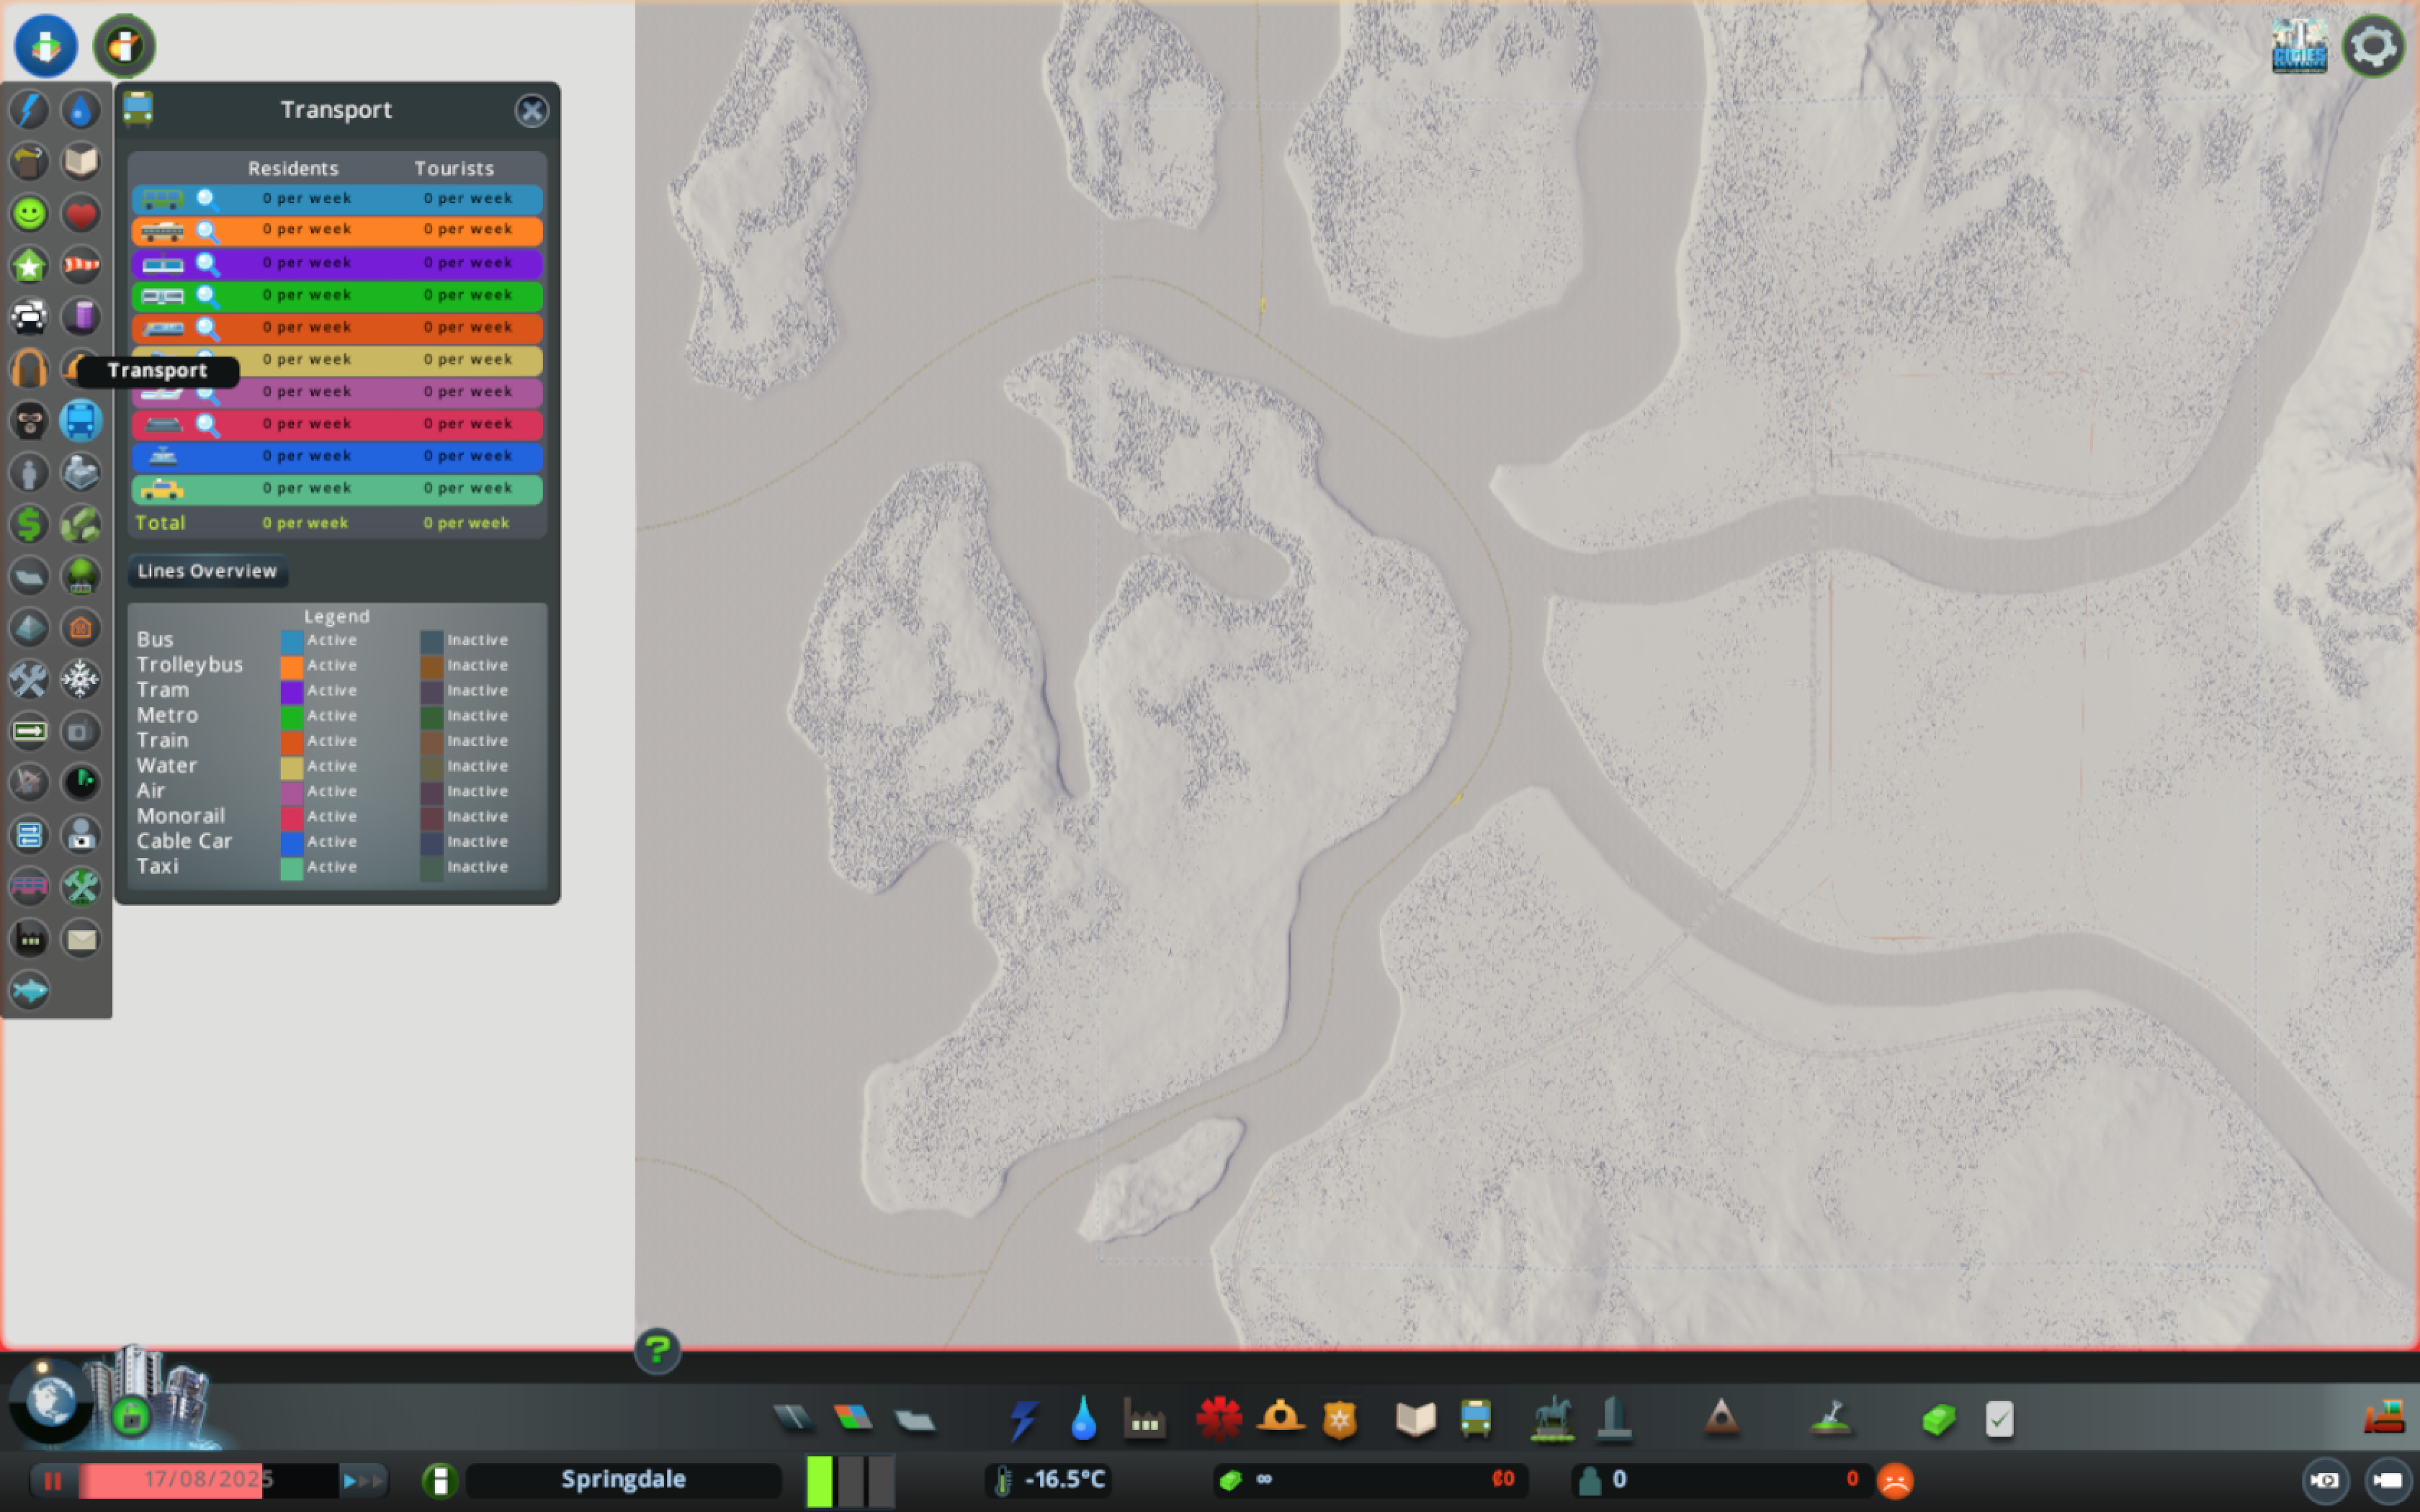 CITIES
Transport
Residents Tourists
0 per week 0 per week
0 per week 0 per week
0 per week 0 per week
0 per week 0 per week
0 per week 0 per week
0 per week 0 per week
Transport
0 per week 0 per week
0 per week 0 per week
0 per week 0 per week
0 per week 0 per week
Total 0 per week 0 per week
Lines Overview
Legend
Bus Active Inactive
Trolleybus Active Inactive
Tram Active Inactive
Metro Active Inactive
Train Active Inactive
Water Active Inactive
Air Active Inactive
Monorail Active Inactive
Cable Car Active Inactive
Taxi Active Inactive
?
17/08/2025 Springdale -16.5°C ∞ ₡0 0 0